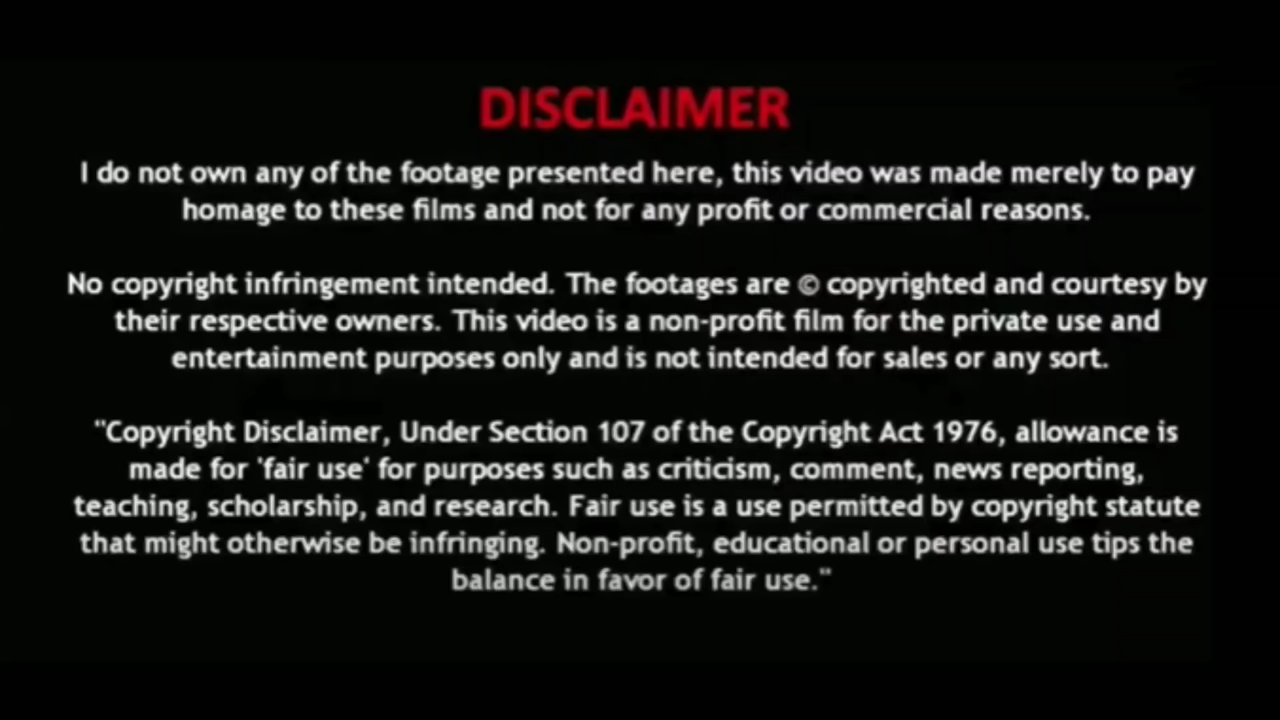 DISCLAIMER
I do not own any of the footage presented here, this video was made merely to pay
homage to these films and not for any profit or commercial reasons.
No copyright infringement intended. The footages are © copyrighted and courtesy by
their respective owners. This video is a non-profit film for the private use and
entertainment purposes only and is not intended for sales or any sort.
"Copyright Disclaimer, Under Section 107 of the Copyright Act 1976, allowance is
made for 'fair use' for purposes such as criticism, comment, news reporting,
teaching, scholarship, and research. Fair use is a use permitted by copyright statute
that might otherwise be infringing. Non-profit, educational or personal use tips the
balance in favor of fair use."